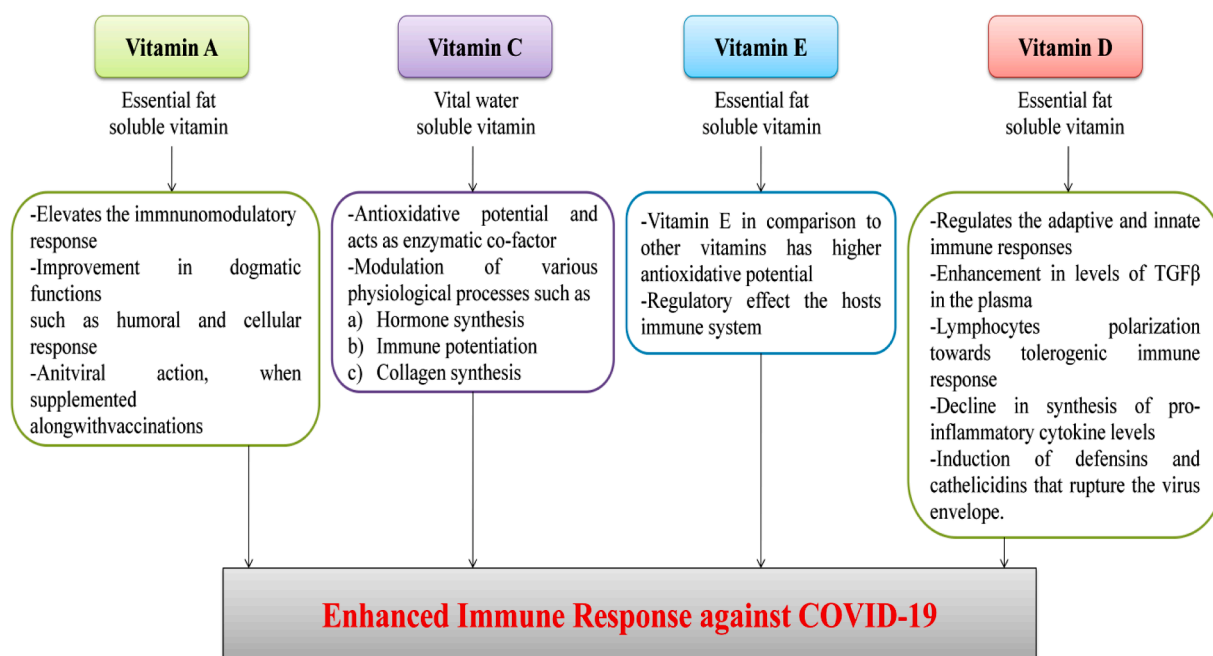 Vitamin A
Essential fat
soluble vitamin
-Elevates the immnunomodulatory
response
-Improvement in dogmatic
functions
such as humoral and cellular
response
-Anitviral action, when
supplemented
alongwithvaccinations
Vitamin C
Vital water
soluble vitamin
-Antioxidative potential and
acts as enzymatic co-factor
-Modulation of various
physiological processes such as
a) Hormone synthesis
b) Immune potentiation
c) Collagen synthesis
Vitamin E
Essential fat
soluble vitamin
-Vitamin E in comparison to
other vitamins has higher
antioxidative potential
-Regulatory effect the hosts
immune system
Vitamin D
Essential fat
soluble vitamin
-Regulates the adaptive and innate
immune responses
-Enhancement in levels of TGFβ
in the plasma
-Lymphocytes polarization
towards tolerogenic immune
response
-Decline in synthesis of pro-
inflammatory cytokine levels
-Induction of defensins and
cathelicidins that rupture the virus
envelope.
Enhanced Immune Response against COVID-19